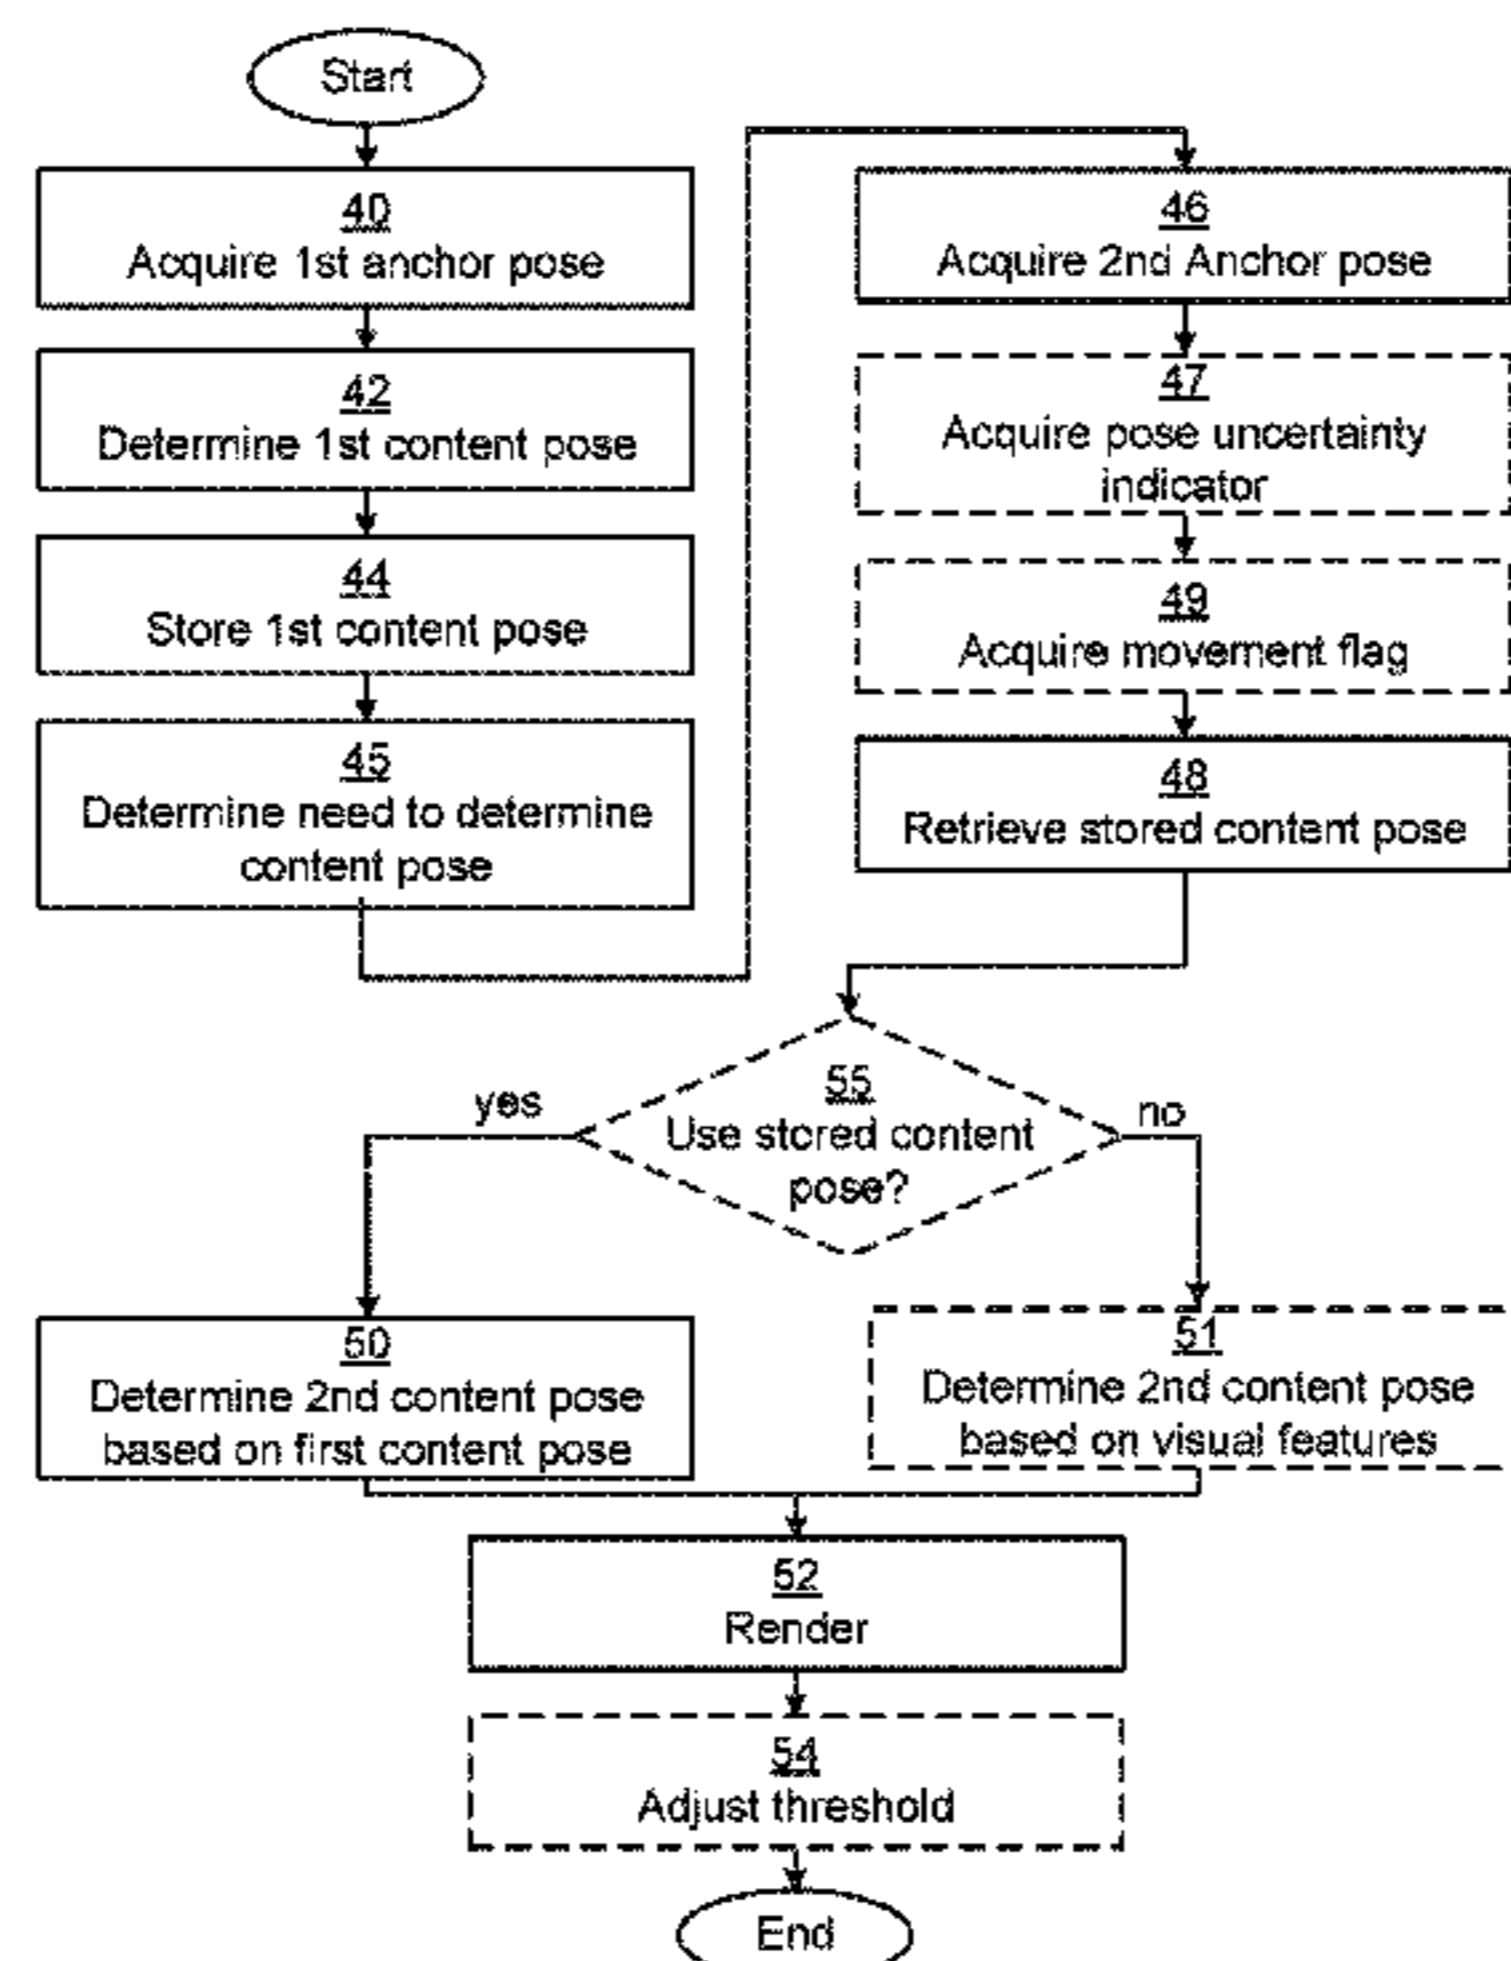 Start
40
Acquire 1st anchor pose
42
Determine 1st content pose
44
Store 1st content pose
45
Determine need to determine
content pose
46
Acquire 2nd Anchor pose
47
Acquire pose uncertainty
indicator
49
Acquire movement flag
48
Retrieve stored content pose
55
Use stored content
pose?
yes
no
50
Determine 2nd content pose
based on first content pose
51
Determine 2nd content pose
based on visual features
52
Render
54
Adjust threshold
End